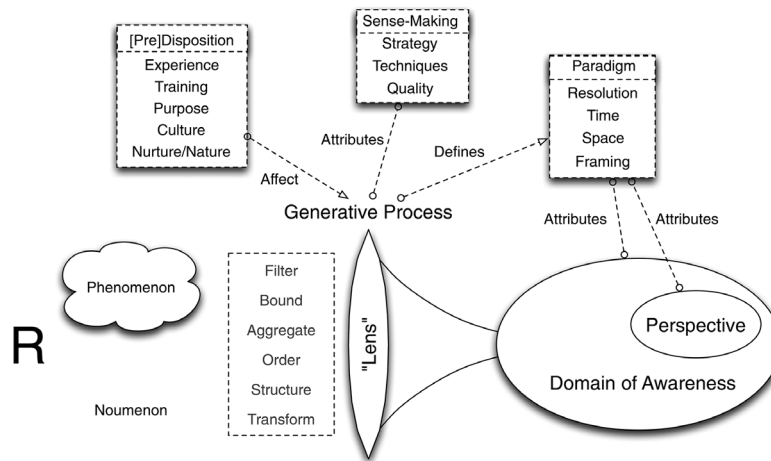 [Pre]Disposition
Experience
Training
Purpose
Culture
Nurture/Nature
Sense-Making
Strategy
Techniques
Quality
Paradigm
Resolution
Time
Space
Framing
Affect
Attributes
Defines
Generative Process
Attributes
Attributes
Phenomenon
R
Noumenon
Filter
Bound
Aggregate
Order
Structure
Transform
"Lens"
Perspective
Domain of Awareness